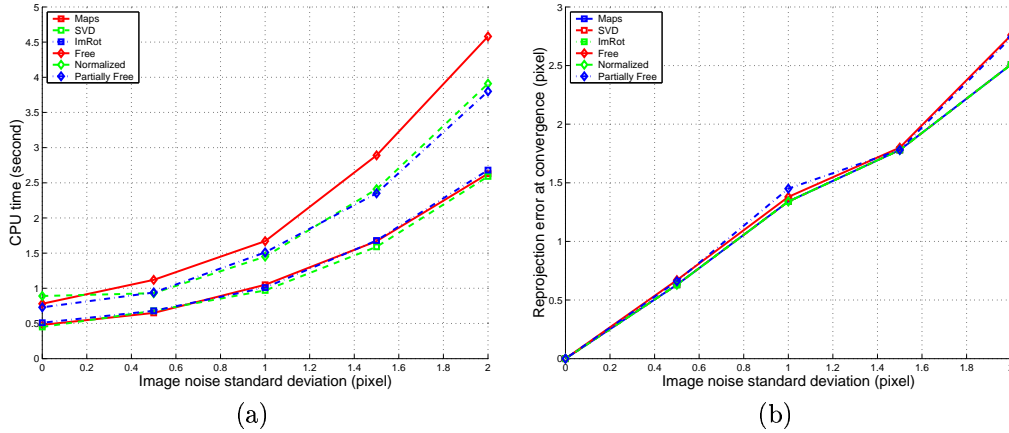 5
4.5
4
3.5
3
2.5
2
1.5
1
0.5
0
CPU time (second)
Maps
SVD
ImRot
Free
Normalized
Partially Free
0 0.2 0.4 0.6 0.8 1 1.2 1.4 1.6 1.8 2
Image noise standard deviation (pixel)
(a)
3
2.5
2
1.5
1
0.5
0
Reprojection error at convergence (pixel)
Maps
SVD
ImRot
Free
Normalized
Partially Free
0 0.2 0.4 0.6 0.8 1 1.2 1.4 1.6 1.8
Image noise standard deviation (pixel)
(b)